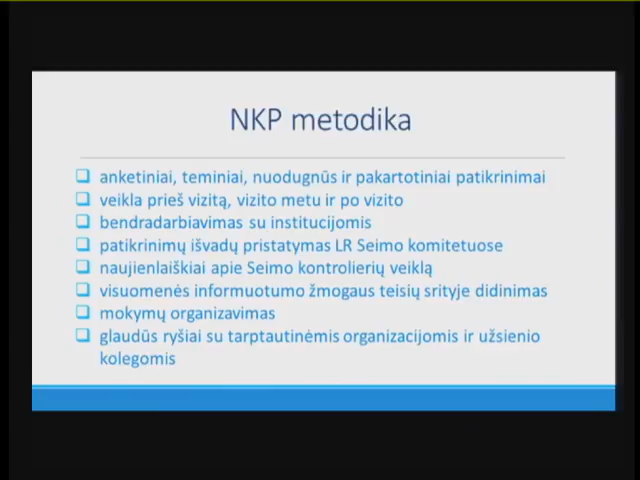 NKP metodika
anketiniai, teminiai, nuodugnūs ir pakartotiniai patikrinimai
veikla prieš vizitą, vizito metu ir po vizito
bendradarbiavimas su institucijomis
patikrinimų išvadų pristatymas LR Seimo komitetuose
naujienlaiškiai apie Seimo kontrolierių veiklą
visuomenės informuotumo žmogaus teisių srityje didinimas
mokymų organizavimas
glaudūs ryšiai su tarptautinėmis organizacijomis ir užsienio
kolegomis